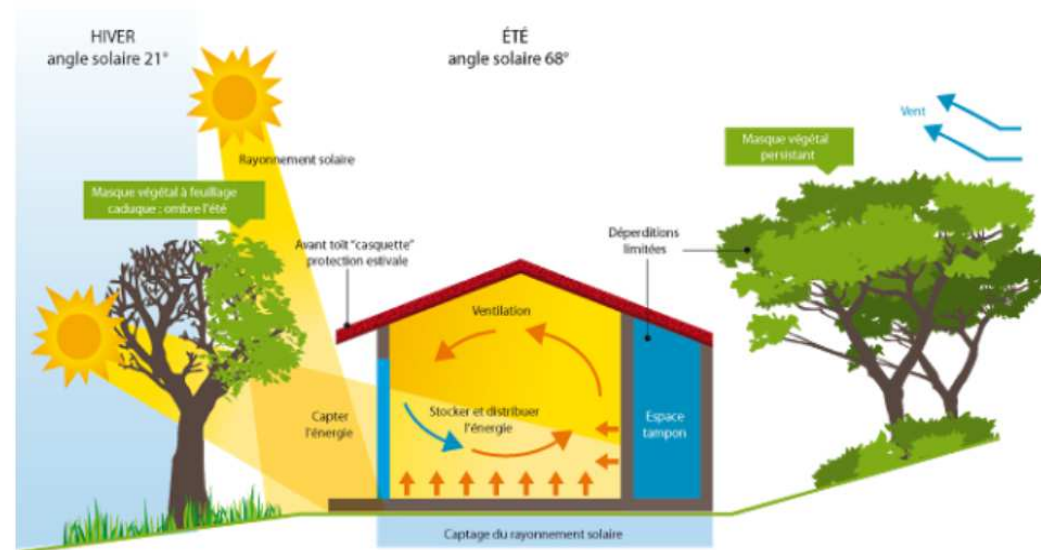 HIVER
angle solaire 21°
ÉTÉ
angle solaire 68°
Vent
Masque végétal
persistant
Rayonnement solaire
Masque végétal à feuillage
caduque : ombre l'été
Avant toit "casquette"
protection estivale
Déperditions
limitées
Ventilation
Capter
l'énergie
Stocker et distribuer
l'énergie
Espace
tampon
Captage du rayonnement solaire